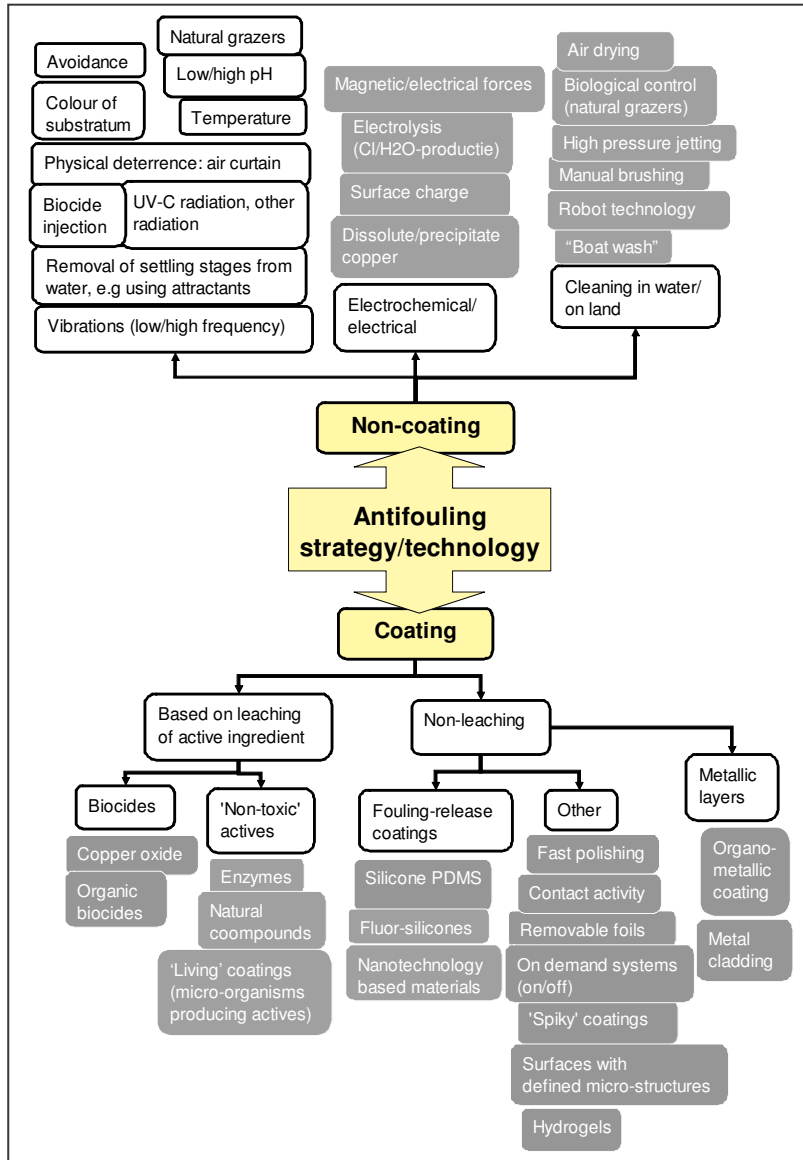 Natural grazers
Avoidance
Low/high pH
Colour of
substratum
Temperature
Physical deterrence: air curtain
Biocide
injection
UV-C radiation, other
radiation
Removal of settling stages from
water, e.g using attractants
Vibrations (low/high frequency)
Magnetic/electrical forces
Electrolysis
(Cl/H2O-productie)
Surface charge
Dissolute/precipitate
copper
Electrochemical/
electrical
Air drying
Biological control
(natural grazers)
High pressure jetting
Manual brushing
Robot technology
“Boat wash”
Cleaning in water/
on land
Non-coating
Antifouling
strategy/technology
Coating
Based on leaching
of active ingredient
Non-leaching
Biocides
'Non-toxic'
actives
Fouling-release
coatings
Other
Metallic
layers
Copper oxide
Organic
biocides
Enzymes
Natural
coompounds
‘Living’ coatings
(micro-organisms
producing actives)
Silicone PDMS
Fluor-silicones
Nanotechnology
based materials
Fast polishing
Contact activity
Removable foils
On demand systems
(on/off)
'Spiky' coatings
Surfaces with
defined micro-structures
Hydrogels
Organo-
metallic
coating
Metal
cladding